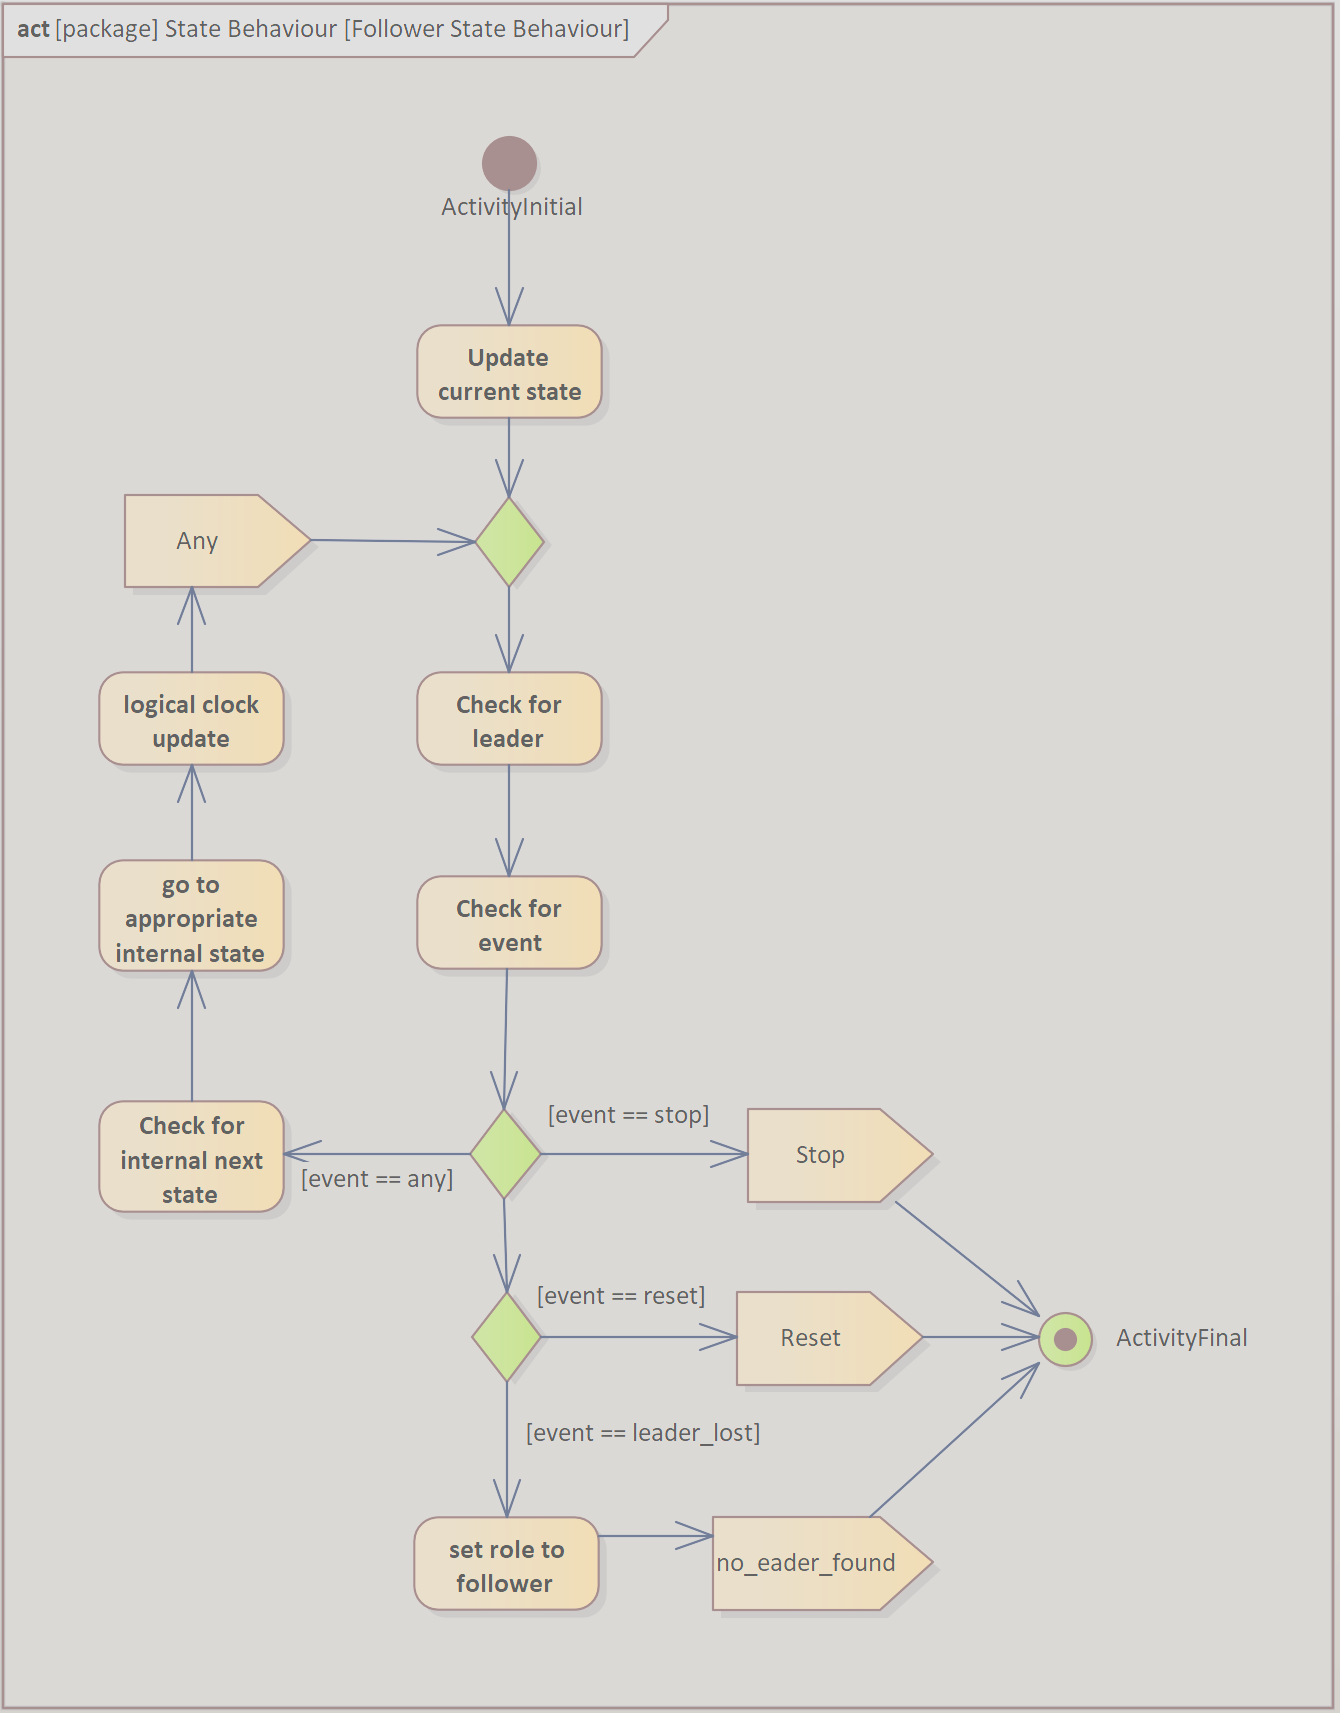 act [package] State Behaviour [Follower State Behaviour]
ActivityInitial
Update
current state
Any
logical clock
update
Check for
leader
go to
appropriate
internal state
Check for
event
Check for
internal next
state
[event == any]
[event == stop]
Stop
[event == reset]
Reset
ActivityFinal
[event == leader_lost]
set role to
follower
no_eader_found